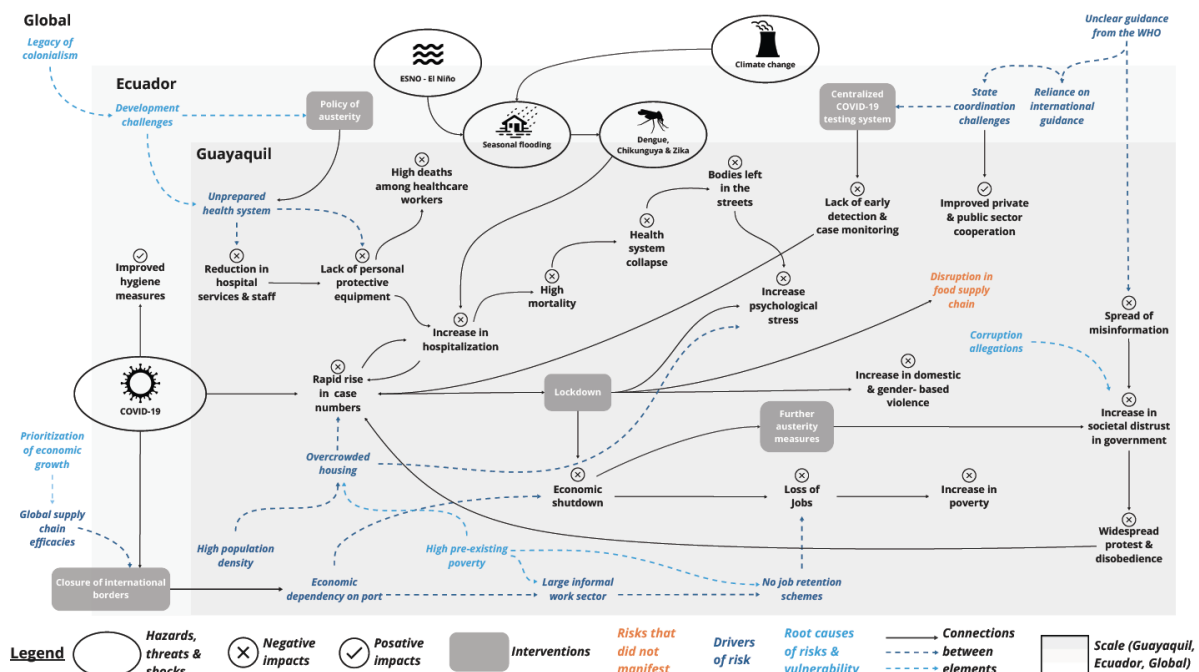 Global
Legacy of
colonialism
Unclear guidance
from the WHO
ESNO - El Niño
Climate change
Ecuador
Development
challenges
Policy of
austerity
Seasonal flooding
Dengue,
Chikunguya & Zika
Centralized
COVID-19
testing system
State
coordination
challenges
Reliance on
international
guidance
Guayaquil
High deaths
among healthcare
workers
Bodies left
in the
streets
Unprepared
health system
Lack of early
detection &
case monitoring
Improved private
& public sector
cooperation
Health
system
collapse
Improved
hygiene
measures
Reduction in
hospital
services & staff
Lack of personal
protective
equipment
High
mortality
Increase
psychological
stress
Disruption in
food supply
chain
Spread of
misinformation
Increase in
hospitalization
Corruption
allegations
COVID-19
Rapid rise
in case
numbers
Lockdown
Increase in domestic
& gender- based
violence
Further
austerity
measures
Increase in
societal distrust
in government
Prioritization
of economic
growth
Overcrowded
housing
Economic
shutdown
Loss of
Jobs
Increase in
poverty
Global supply
chain
efficacies
High population
density
High pre-existing
poverty
Widespread
protest &
disobedience
Closure of international
borders
Economic
dependency on port
Large informal
work sector
No job retention
schemes
Legend
Hazards,
threats &
shocks
Negative
impacts
Posative
impacts
Interventions
Risks that
did not
manifest
Drivers
of risk
Root causes
of risks &
vulnerability
Connections
between
elements
Scale (Guayaquil,
Ecuador, Global)